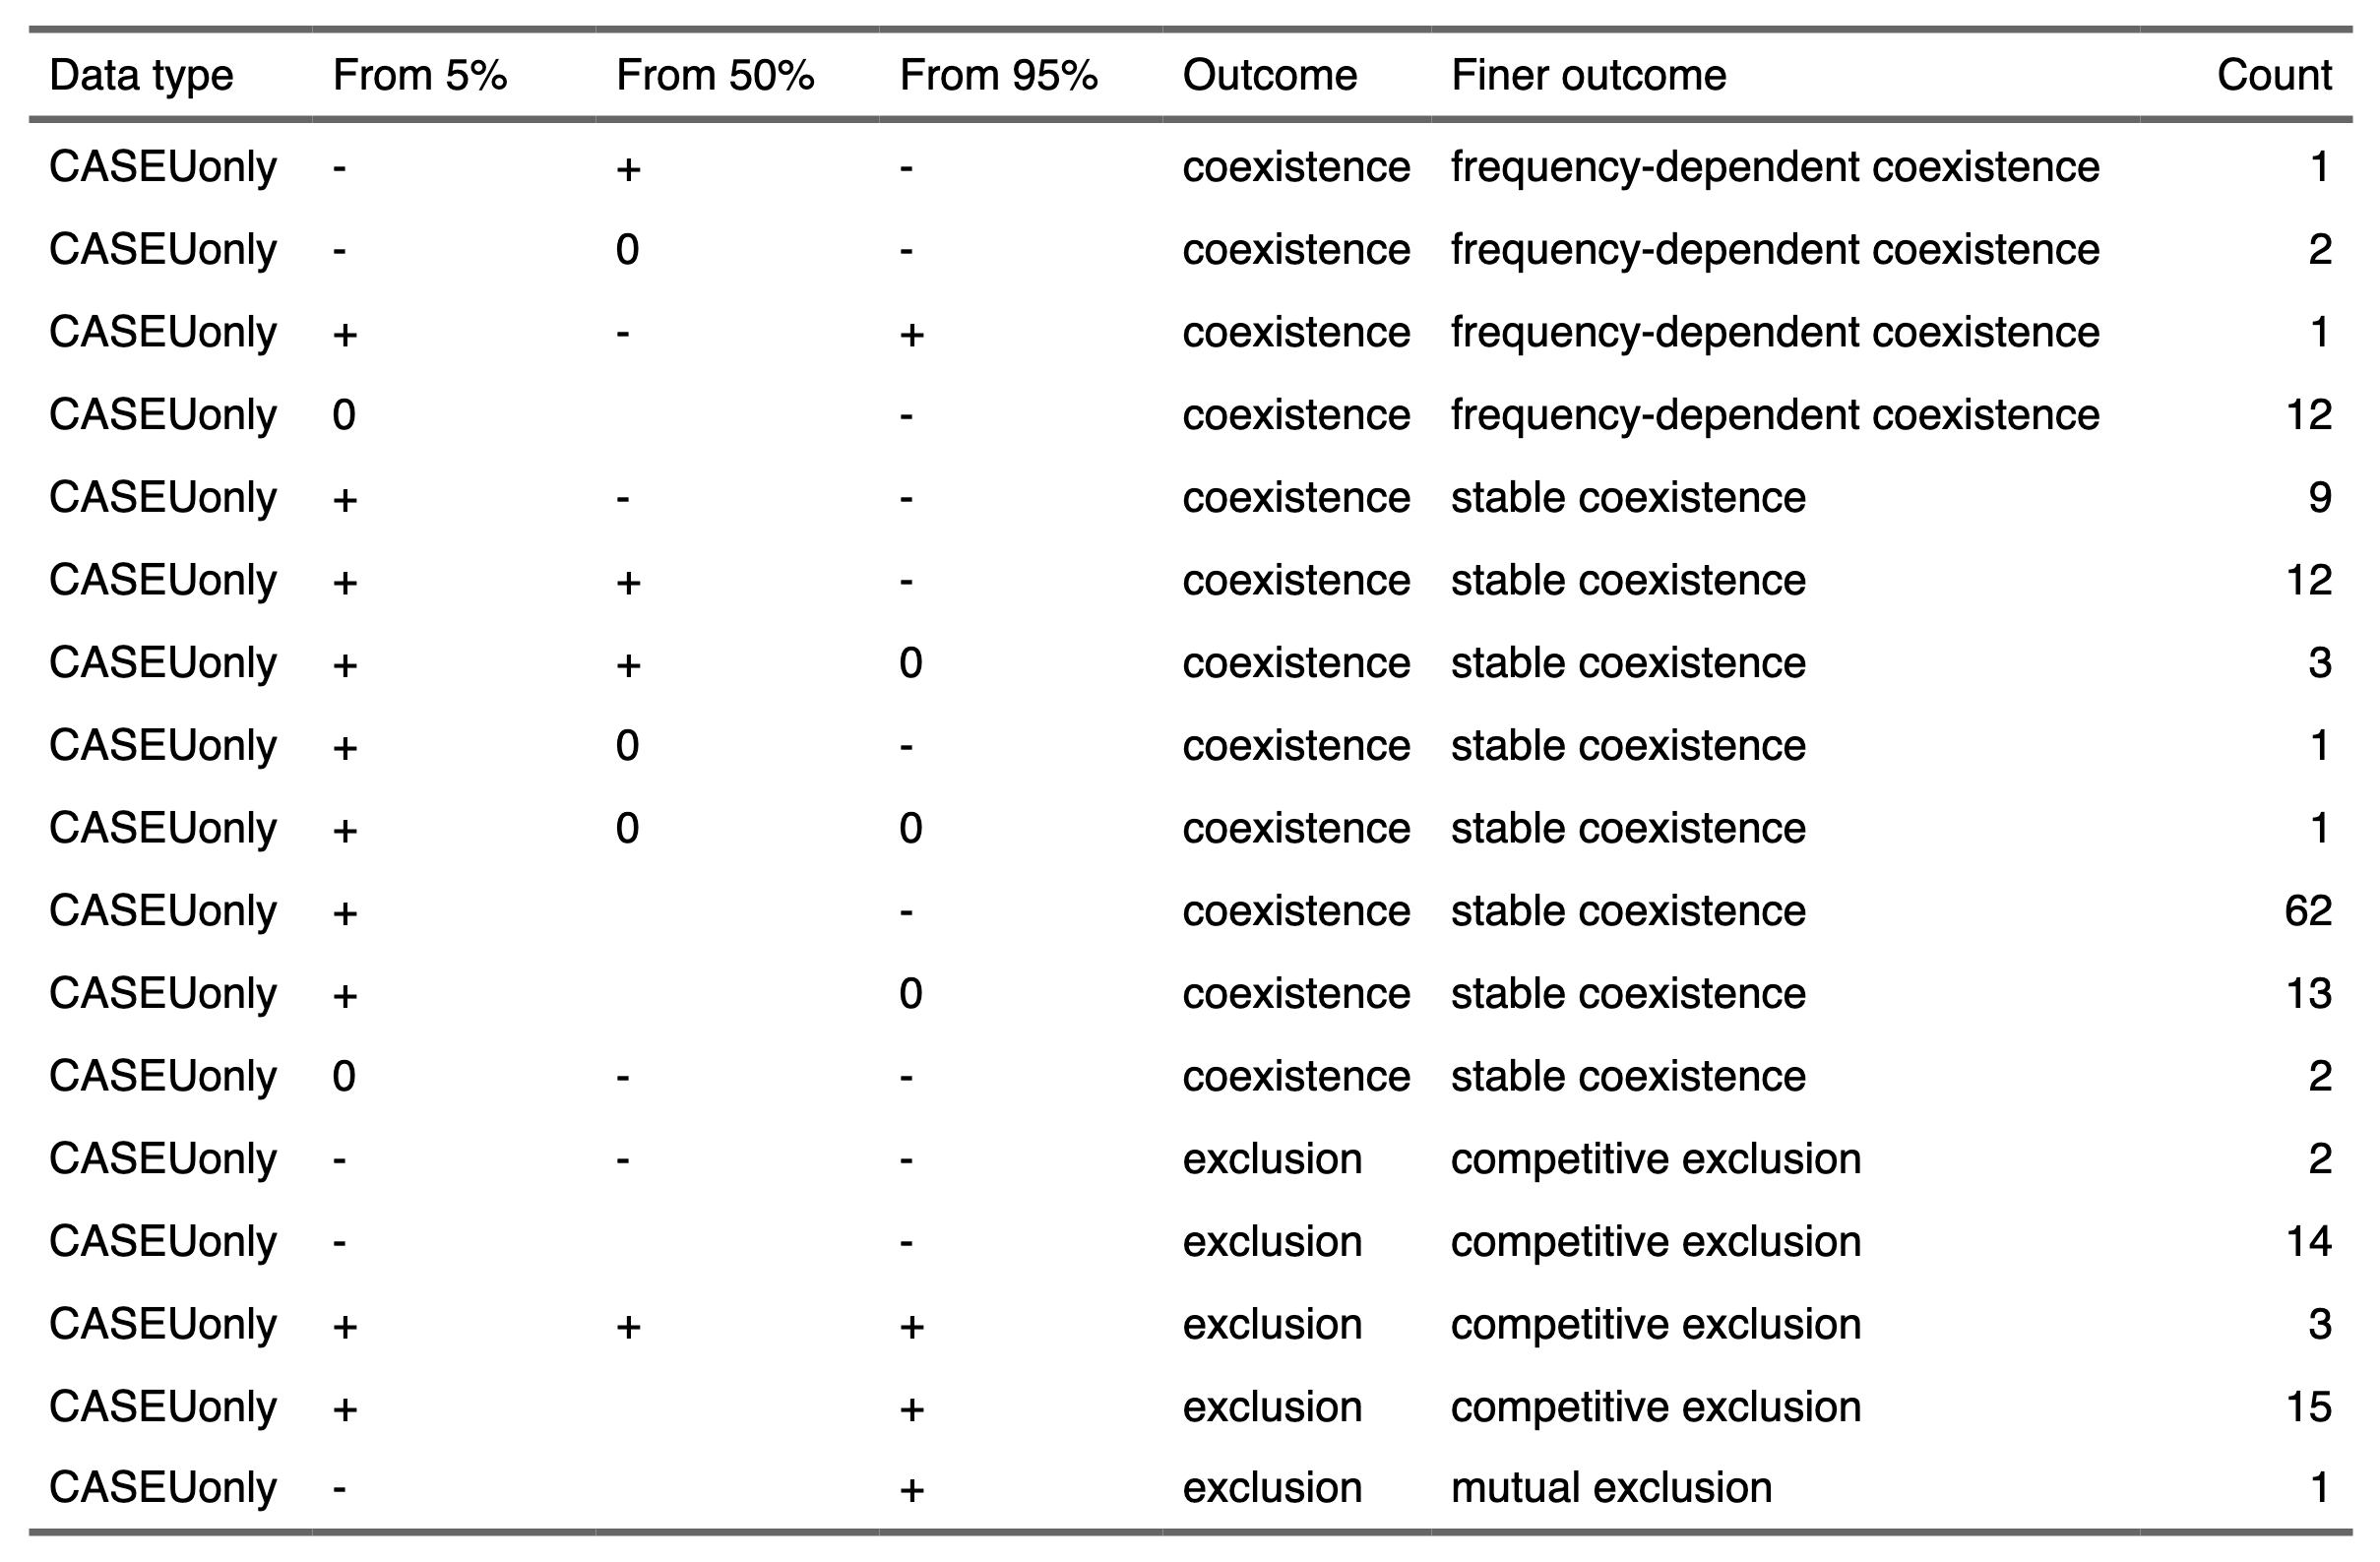 Data type From 5% From 50% From 95% Outcome Finer outcome Count
CASEUonly - + - coexistence frequency-dependent coexistence 1
CASEUonly - 0 - coexistence frequency-dependent coexistence 2
CASEUonly + - + coexistence frequency-dependent coexistence 1
CASEUonly 0 - coexistence frequency-dependent coexistence 12
CASEUonly + - - coexistence stable coexistence 9
CASEUonly + + - coexistence stable coexistence 12
CASEUonly + + 0 coexistence stable coexistence 3
CASEUonly + 0 - coexistence stable coexistence 1
CASEUonly + 0 0 coexistence stable coexistence 1
CASEUonly + - coexistence stable coexistence 62
CASEUonly + 0 coexistence stable coexistence 13
CASEUonly 0 - - coexistence stable coexistence 2
CASEUonly - - - exclusion competitive exclusion 2
CASEUonly - - exclusion competitive exclusion 14
CASEUonly + + + exclusion competitive exclusion 3
CASEUonly + + exclusion competitive exclusion 15
CASEUonly - + exclusion mutual exclusion 1